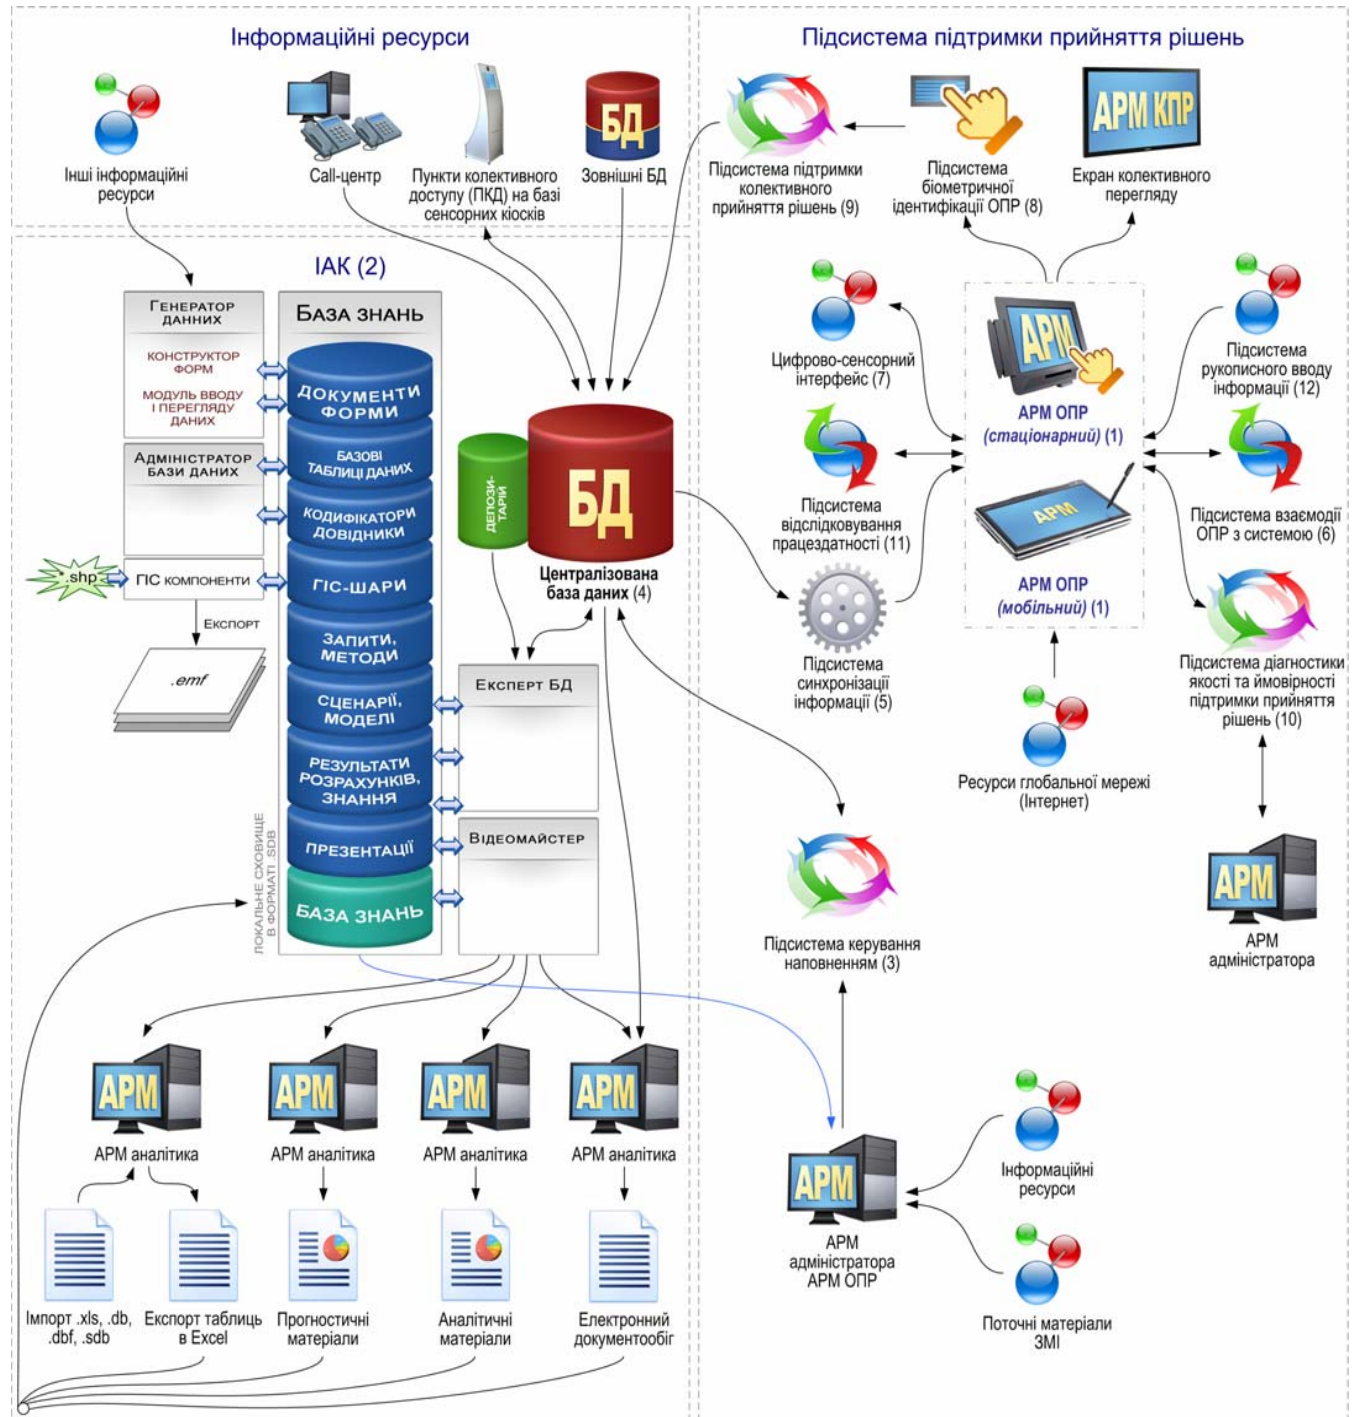 Інформаційні ресурси
Інші інформаційні
ресурси
Call-центр
Пункти колективного
доступу (ПКД) на базі
сенсорних кіосків
БД
Зовнішні БД
Підсистема підтримки прийняття рішень
Підсистема підтримки
колективного
прийняття рішень (9)
Підсистема
біометричної
ідентифікації ОПР (8)
АРМ КПР
Екран колективного
перегляду
ІАК (2)
Генератор
данних
конструктор
форм
модуль вводу
і перегляду
даних
Адміністратор
бази даних
.shp
ГІС компоненти
Експорт
.emf
База знань
ДОКУМЕНТИ
ФОРМИ
БАЗОВІ
ТАБЛИЦІ ДАНИХ
КОДИФІКАТОРИ
ДОВІДНИКИ
ГІС-ШАРИ
ЗАПИТИ,
МЕТОДИ
СЦЕНАРІЇ,
МОДЕЛІ
РЕЗУЛЬТАТИ
РОЗРАХУНКІВ,
ЗНАННЯ
ПРЕЗЕНТАЦІЇ
БАЗА ЗНАНЬ
ЛОКАЛЬНЕ СХОВИЩЕ
В ФОРМАТІ .SDB
ДЕПОЗИ-
ТАРІЙ
БД
Централізована
база даних (4)
Експерт БД
Відеомайстер
Цифрово-сенсорний
інтерфейс (7)
Підсистема
відслідковування
працездатності (11)
Підсистема
синхронізації
інформації (5)
АРМ
АРМ ОПР
(стаціонарний) (1)
АРМ
АРМ ОПР
(мобільний) (1)
Підсистема
рукописного вводу
інформації (12)
Підсистема взаємодії
ОПР з системою (6)
Підсистема діагностики
якості та ймовірності
підтримки прийняття
рішень (10)
Ресурси глобальної мережі
(Інтернет)
АРМ
АРМ
адміністратора
Підсистема керування
наповненням (3)
АРМ
АРМ аналітика
АРМ
АРМ аналітика
АРМ
АРМ аналітика
АРМ
АРМ аналітика
Імпорт .xls, .db,
.dbf, .sdb
Експорт таблиць
в Excel
Прогностичні
матеріали
Аналітичні
матеріали
Електронний
документообіг
АРМ
АРМ
адміністратора
АРМ ОПР
Інформаційні
ресурси
Поточні матеріали
ЗМІ